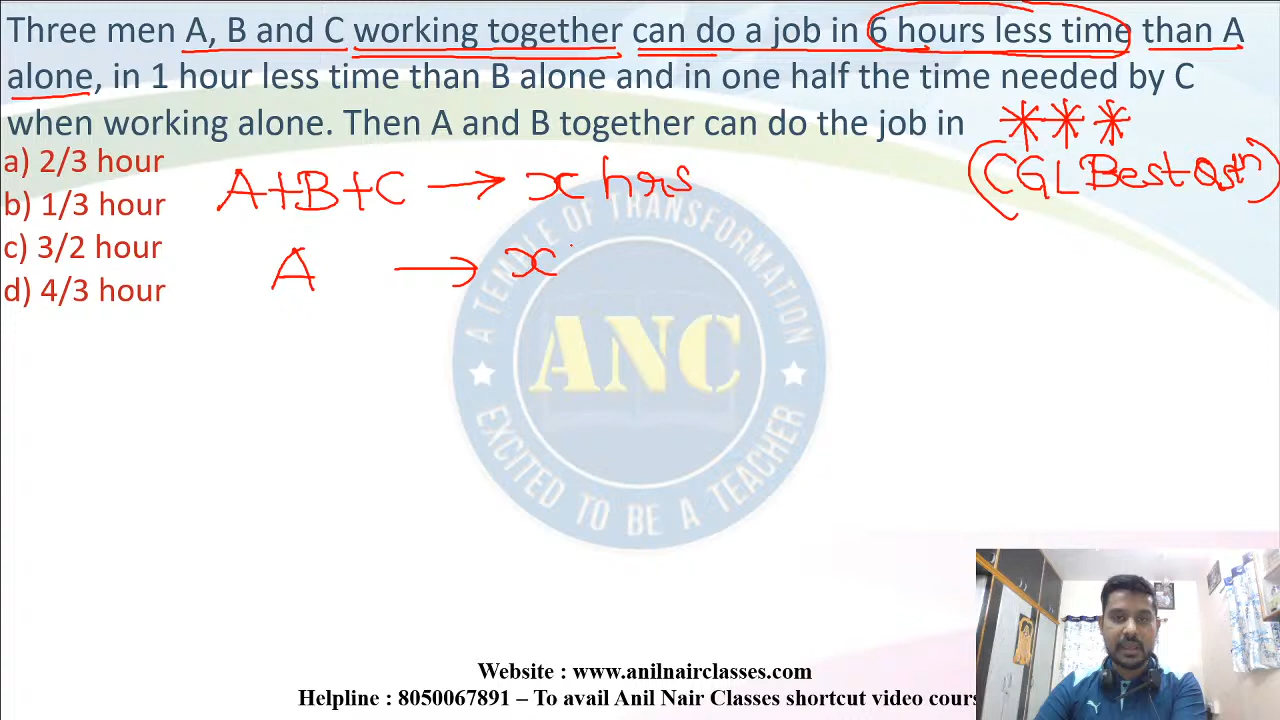 Three men A, B and C working together can do a job in 6 hours less time than A
alone, in 1 hour less time than B alone and in one half the time needed by C
when working alone. Then A and B together can do the job in
a) 2/3 hour
b) 1/3 hour
c) 3/2 hour
d) 4/3 hour
(CGL Best Qstn)
A+B+C → x hrs
A → x
A TEMPLE OF TRANSFORMATION
ANC
EXCITED TO BE A TEACHER
Website : www.anilnairclasses.com
Helpline : 8050067891 – To avail Anil Nair Classes shortcut video cours